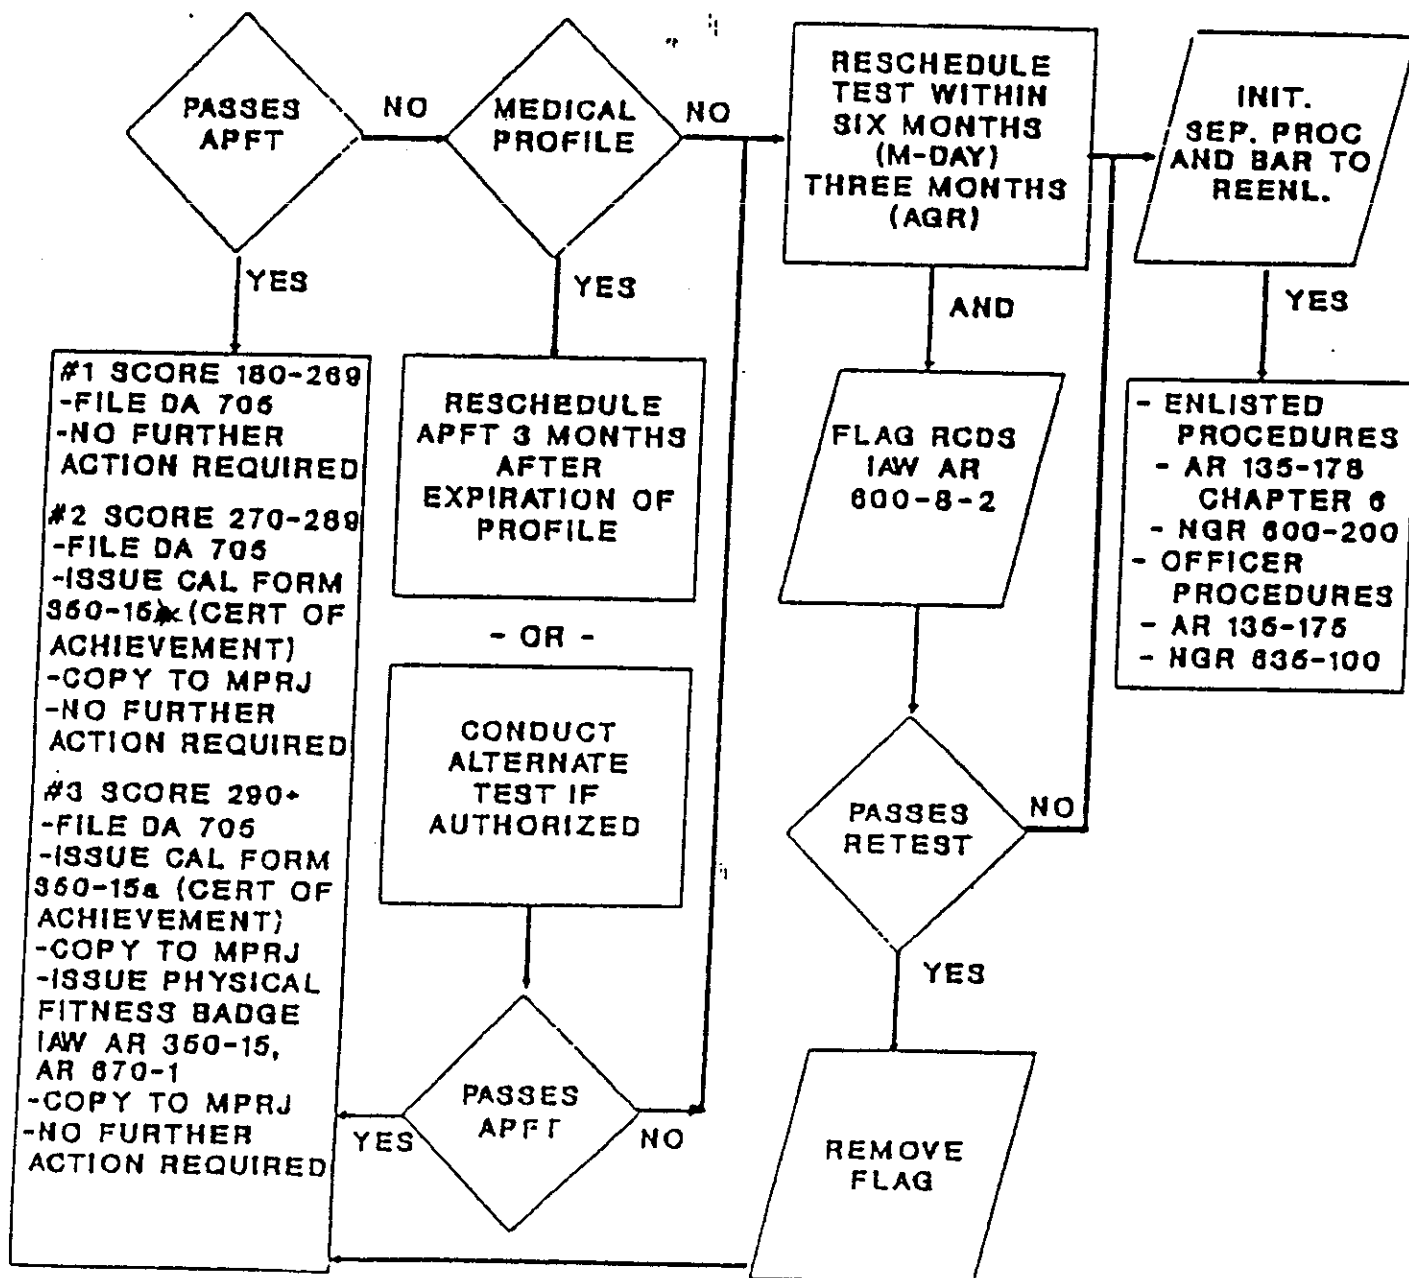 PASSES
APFT
NO
YES
MEDICAL
PROFILE
NO
YES
RESCHEDULE
TEST WITHIN
SIX MONTHS
(M-DAY)
THREE MONTHS
(AGR)
AND
INIT.
SEP. PROC
AND BAR TO
REENL.
YES
#1 SCORE 180-269
-FILE DA 705
-NO FURTHER
ACTION REQUIRED
#2 SCORE 270-289
-FILE DA 705
-ISSUE CAL FORM
350-15 (CERT OF
ACHIEVEMENT)
-COPY TO MPRJ
-NO FURTHER
ACTION REQUIRED
#3 SCORE 290+
-FILE DA 705
-ISSUE CAL FORM
350-15a (CERT OF
ACHIEVEMENT)
-COPY TO MPRJ
-ISSUE PHYSICAL
FITNESS BADGE
IAW AR 350-15,
AR 670-1
-COPY TO MPRJ
-NO FURTHER
ACTION REQUIRED
RESCHEDULE
APFT 3 MONTHS
AFTER
EXPIRATION OF
PROFILE
- OR -
CONDUCT
ALTERNATE
TEST IF
AUTHORIZED
PASSES
APFT
YES
NO
FLAG RCDS
IAW AR
600-8-2
PASSES
RETEST
NO
YES
REMOVE
FLAG
- ENLISTED
PROCEDURES
- AR 135-178
CHAPTER 6
- NGR 600-200
- OFFICER
PROCEDURES
- AR 135-175
- NGR 635-100